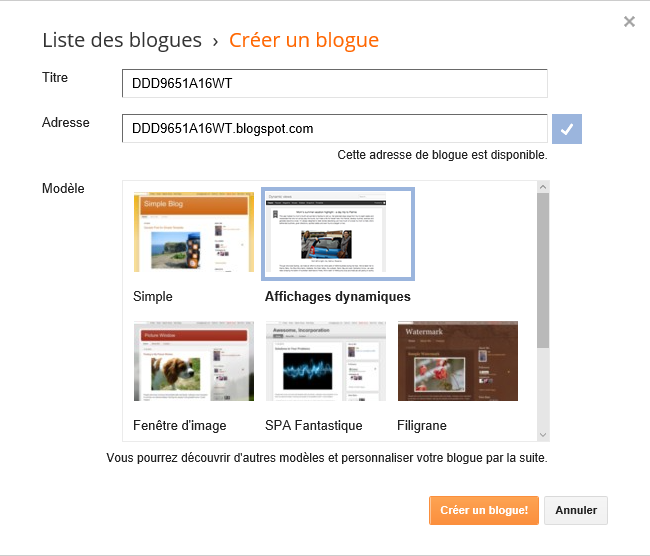 Liste des blogues › Créer un blogue
Titre
DDD9651A16WT
Adresse
DDD9651A16WT.blogspot.com
Cette adresse de blogue est disponible.
Modèle
Simple Blog
Dynamic views
Simple
Affichages dynamiques
Picture Window
Awesome, Incorporation
Watermark
Fenêtre d'image
SPA Fantastique
Filigrane
Vous pourrez découvrir d'autres modèles et personnaliser votre blogue par la suite.
Créer un blogue!
Annuler